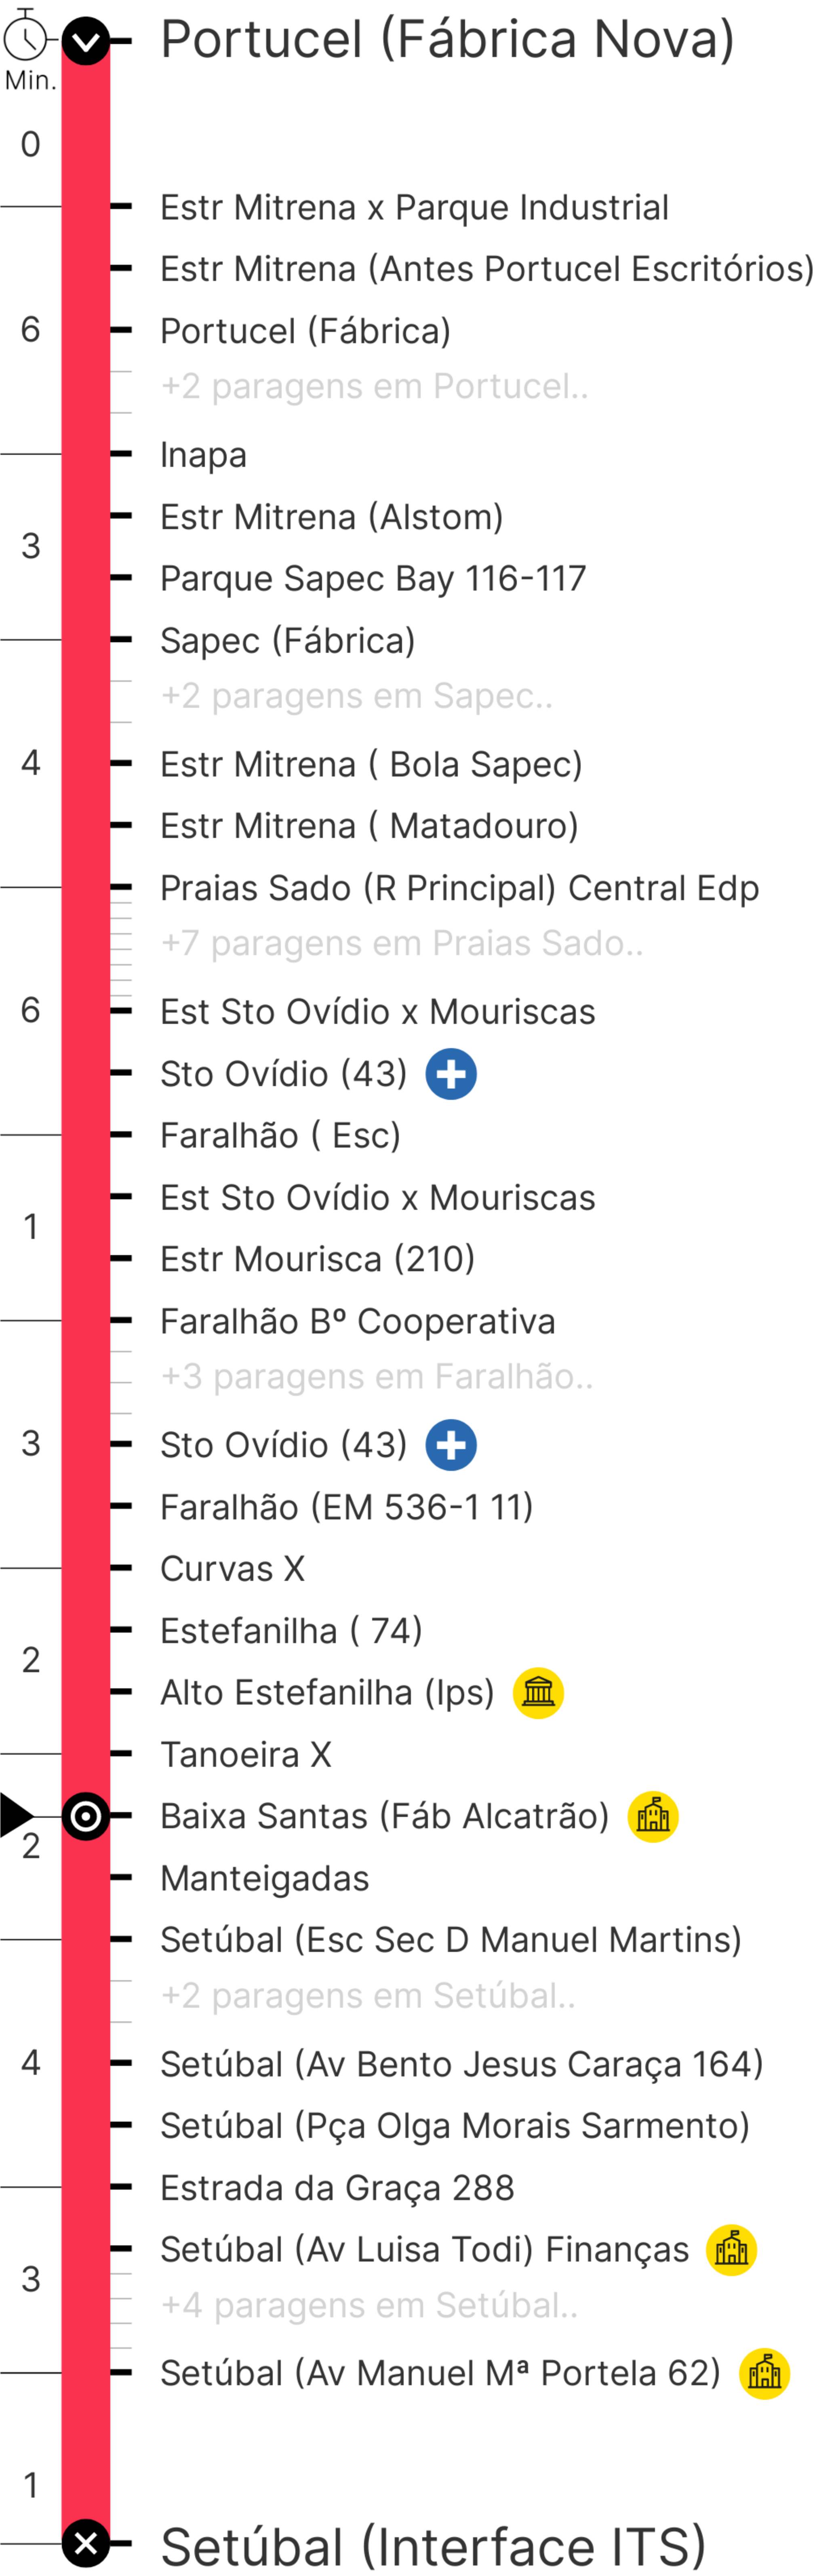 Portucel (Fábrica Nova)
Min.
0
Estr Mitrena x Parque Industrial
Estr Mitrena (Antes Portucel Escritórios)
6
Portucel (Fábrica)
+2 paragens em Portucel..
Inapa
Estr Mitrena (Alstom)
3
Parque Sapec Bay 116-117
Sapec (Fábrica)
+2 paragens em Sapec..
4
Estr Mitrena ( Bola Sapec)
Estr Mitrena ( Matadouro)
Praias Sado (R Principal) Central Edp
+7 paragens em Praias Sado..
6
Est Sto Ovídio x Mouriscas
Sto Ovídio (43)
Faralhão ( Esc)
Est Sto Ovídio x Mouriscas
1
Estr Mourisca (210)
Faralhão Bº Cooperativa
+3 paragens em Faralhão..
3
Sto Ovídio (43)
Faralhão (EM 536-1 11)
Curvas X
Estefanilha ( 74)
2
Alto Estefanilha (Ips)
Tanoeira X
Baixa Santas (Fáb Alcatrão)
2
Manteigadas
Setúbal (Esc Sec D Manuel Martins)
+2 paragens em Setúbal..
4
Setúbal (Av Bento Jesus Caraça 164)
Setúbal (Pça Olga Morais Sarmento)
Estrada da Graça 288
Setúbal (Av Luisa Todi) Finanças
3
+4 paragens em Setúbal..
Setúbal (Av Manuel Mª Portela 62)
1
Setúbal (Interface ITS)